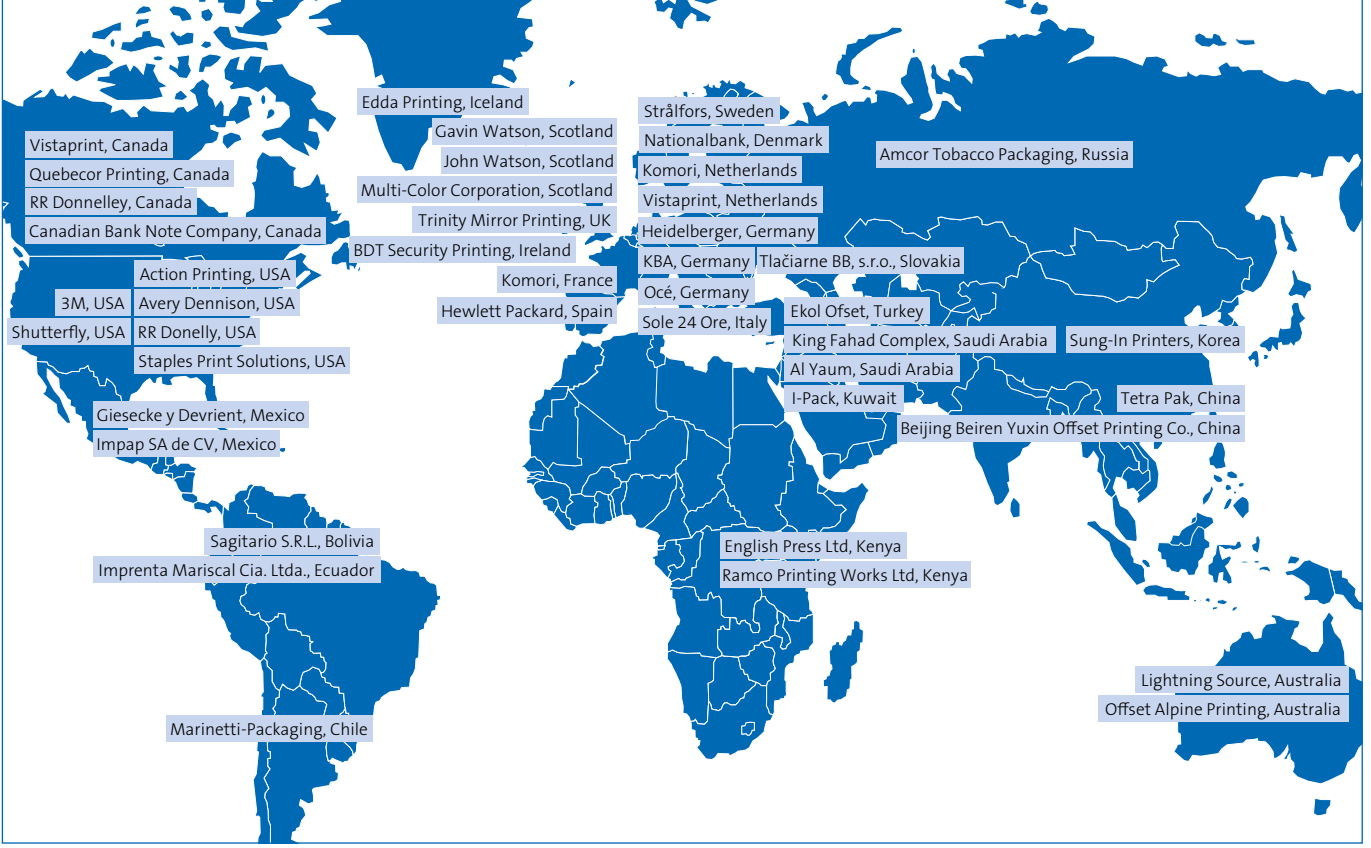 Edda Printing, Iceland
Gavin Watson, Scotland
John Watson, Scotland
Multi-Color Corporation, Scotland
Trinity Mirror Printing, UK
BDT Security Printing, Ireland
Komori, France
Hewlett Packard, Spain
Strålfors, Sweden
Nationalbank, Denmark
Komori, Netherlands
Vistaprint, Netherlands
Heidelberger, Germany
KBA, Germany
Tlačiarne BB, s.r.o., Slovakia
Océ, Germany
Sole 24 Ore, Italy
Amcor Tobacco Packaging, Russia
Vistaprint, Canada
Quebecor Printing, Canada
RR Donnelley, Canada
Canadian Bank Note Company, Canada
Action Printing, USA
3M, USA
Avery Dennison, USA
Shutterfly, USA
RR Donelly, USA
Staples Print Solutions, USA
Giesecke y Devrient, Mexico
Impap SA de CV, Mexico
Ekol Ofset, Turkey
King Fahad Complex, Saudi Arabia
Al Yaum, Saudi Arabia
I-Pack, Kuwait
Sung-In Printers, Korea
Tetra Pak, China
Beijing Beiren Yuxin Offset Printing Co., China
Sagitario S.R.L., Bolivia
Imprenta Mariscal Cia. Ltda., Ecuador
Marinetti-Packaging, Chile
English Press Ltd, Kenya
Ramco Printing Works Ltd, Kenya
Lightning Source, Australia
Offset Alpine Printing, Australia